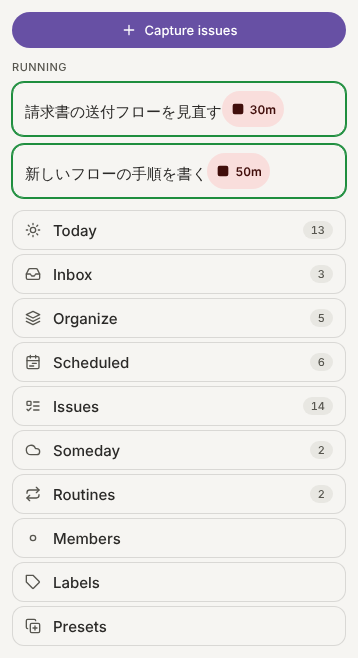 Capture issues
RUNNING
請求書の送付フローを見直す 30m
新しいフローの手順を書く 50m
Today 13
Inbox 3
Organize 5
Scheduled 6
Issues 14
Someday 2
Routines 2
Members
Labels
Presets